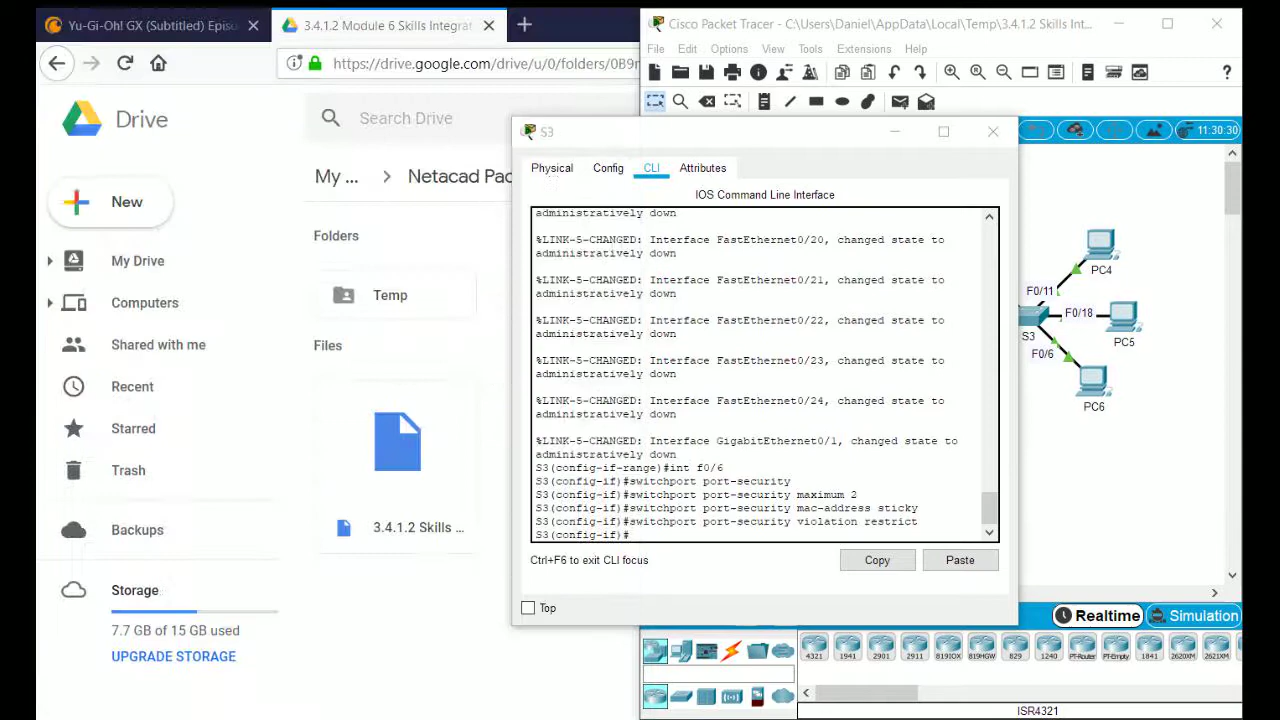 Yu-Gi-Oh! GX (Subtitled) Episo
3.4.1.2 Module 6 Skills Integrat
https://drive.google.com/drive/u/0/folders/0B9r
Drive
Search Drive
New
My ...
Netacad Pac
My Drive
Computers
Shared with me
Recent
Starred
Trash
Backups
Storage
7.7 GB of 15 GB used
UPGRADE STORAGE
Folders
Temp
Files
3.4.1.2 Skills ...
Cisco Packet Tracer - C:\Users\Daniel\AppData\Local\Temp\3.4.1.2 Skills Int...
File Edit Options View Tools Extensions Help
11:30:30
S3
Physical Config CLI Attributes
IOS Command Line Interface
administratively down
%LINK-5-CHANGED: Interface FastEthernet0/20, changed state to
administratively down
%LINK-5-CHANGED: Interface FastEthernet0/21, changed state to
administratively down
%LINK-5-CHANGED: Interface FastEthernet0/22, changed state to
administratively down
%LINK-5-CHANGED: Interface FastEthernet0/23, changed state to
administratively down
%LINK-5-CHANGED: Interface FastEthernet0/24, changed state to
administratively down
%LINK-5-CHANGED: Interface GigabitEthernet0/1, changed state to
administratively down
S3(config-if-range)#int f0/6
S3(config-if)#switchport port-security
S3(config-if)#switchport port-security maximum 2
S3(config-if)#switchport port-security mac-address sticky
S3(config-if)#switchport port-security violation restrict
S3(config-if)#
Ctrl+F6 to exit CLI focus
Copy
Paste
Top
PC4
F0/11
F0/18
S3
PC5
F0/6
PC6
Realtime
Simulation
4321 1941 2901 2911 819IOX 819HGW 829 1240 PT-Router PT-Empty 1841 2620XM 2621XM
ISR4321